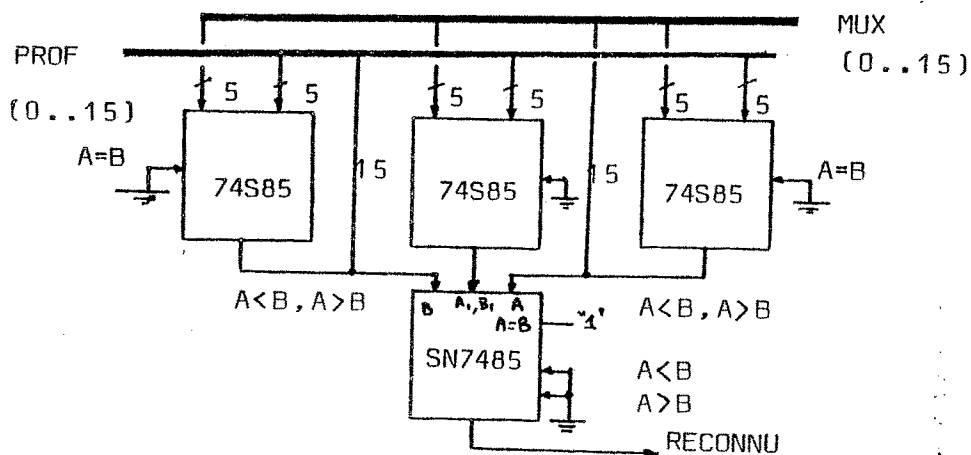 MUX
PROF
(0..15)
(0..15)
5
5
5
5
5
5
A=B
74S85
15
74S85
15
74S85
A=B
A<B,A>B
B A₁,B₁ A
A=B
"1"
A<B,A>B
SN7485
A<B
A>B
RECONNU